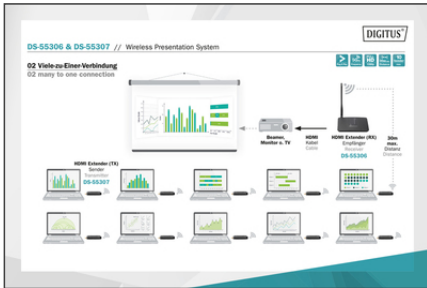 DIGITUS®
DS-55306 & DS-55307 // Wireless Presentation System
02 Viele-zu-Einer-Verbindung
02 many to one connection
Beamer,
Monitor o. TV
HDMI
Kabel
Cable
HDMI Extender (RX)
Empfänger
Receiver
DS-55306
30m
max.
Distanz
Distance
HDMI Extender (TX)
Sender
Transmitter
DS-55307